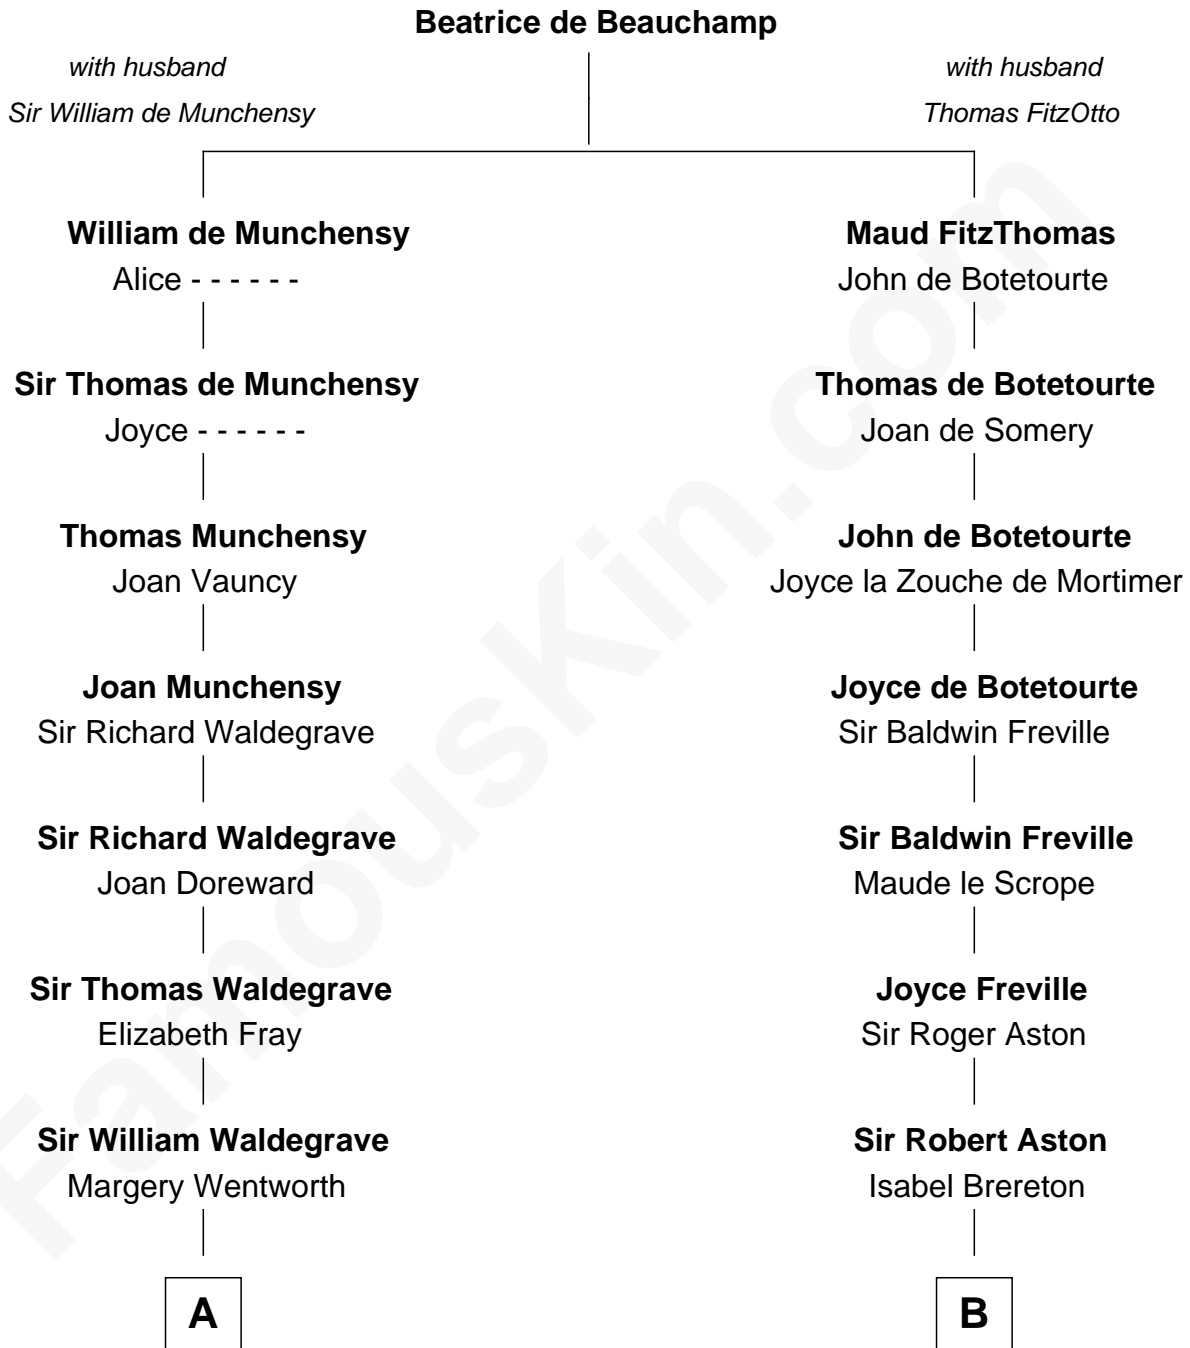 Beatrice de Beauchamp
with husband
Sir William de Munchensy
with husband
Thomas FitzOtto
William de Munchensy
Alice - - - - - -
Maud FitzThomas
John de Botetourte
Sir Thomas de Munchensy
Joyce - - - - - -
Thomas de Botetourte
Joan de Somery
Thomas Munchensy
Joan Vauncy
John de Botetourte
Joyce la Zouche de Mortimer
Joan Munchensy
Sir Richard Waldegrave
Joyce de Botetourte
Sir Baldwin Freville
Sir Richard Waldegrave
Joan Doreward
Sir Baldwin Freville
Maude le Scrope
Sir Thomas Waldegrave
Elizabeth Fray
Joyce Freville
Sir Roger Aston
Sir William Waldegrave
Margery Wentworth
Sir Robert Aston
Isabel Brereton
A
B
FamousKin.com